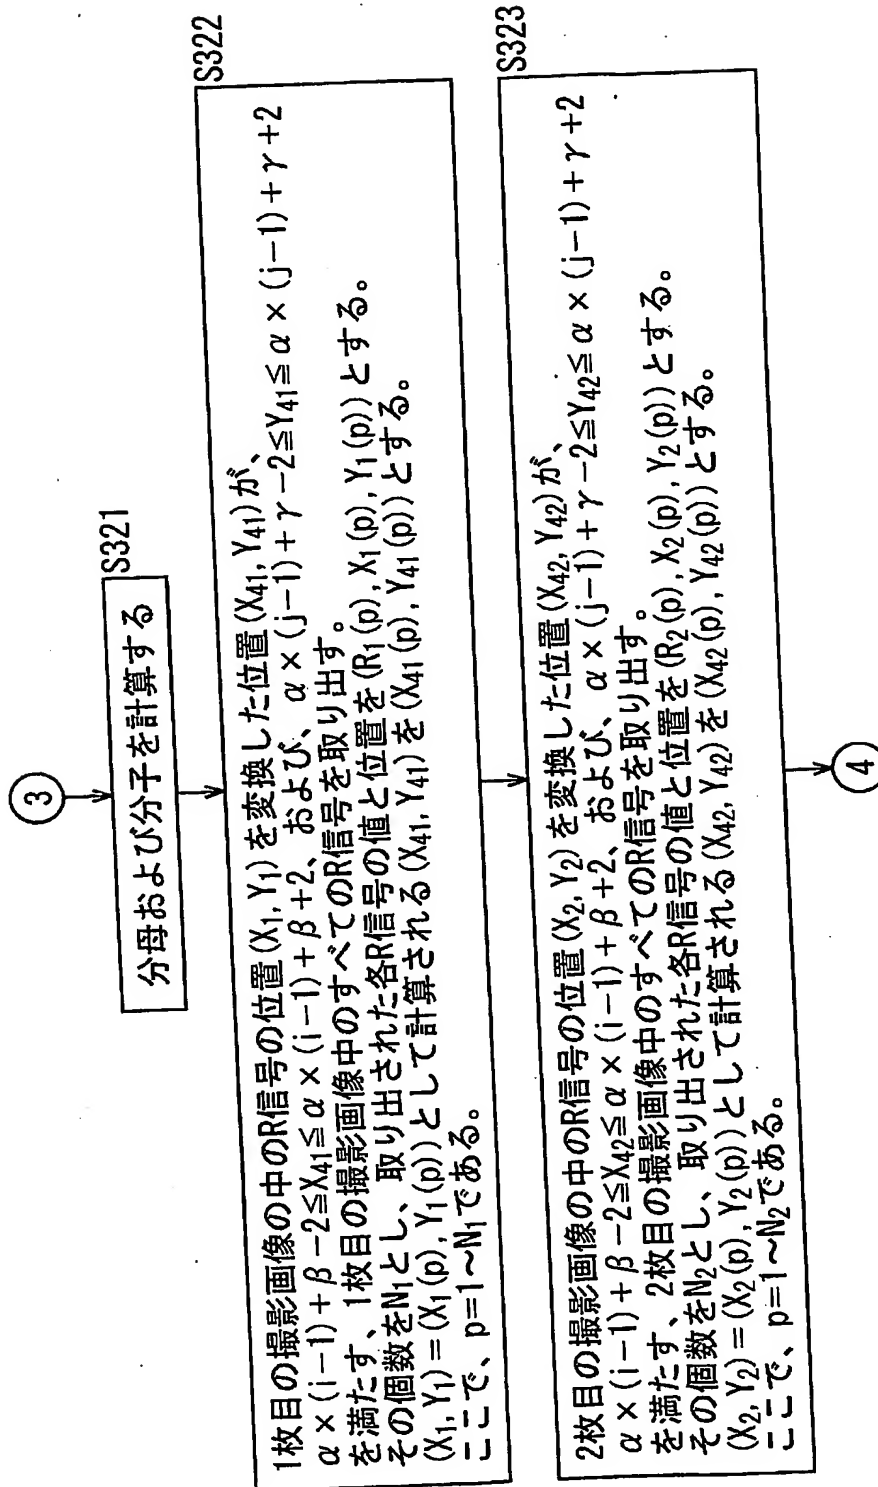 3
S321
分母および分子を計算する
S322
1枚目の撮影画像の中のR信号の位置(X₁, Y₁)を変換した位置(X₄₁, Y₄₁)が、
α×(i-1)+β-2≦X₄₁≦α×(i-1)+β+2、および、α×(j-1)+γ-2≦Y₄₁≦α×(j-1)+γ+2
を満たす、1枚目の撮影画像中のすべてのR信号を取り出す。
その個数をN₁とし、取り出された各R信号の値と位置を(R₁(p), X₁(p), Y₁(p))とする。
(X₁, Y₁)=(X₁(p), Y₁(p))として計算される(X₄₁, Y₄₁)を(X₄₁(p), Y₄₁(p))とする。
ここで、p=1~N₁である。
S323
2枚目の撮影画像の中のR信号の位置(X₂, Y₂)を変換した位置(X₄₂, Y₄₂)が、
α×(i-1)+β-2≦X₄₂≦α×(i-1)+β+2、および、α×(j-1)+γ-2≦Y₄₂≦α×(j-1)+γ+2
を満たす、2枚目の撮影画像中のすべてのR信号を取り出す。
その個数をN₂とし、取り出された各R信号の値と位置を(R₂(p), X₂(p), Y₂(p))とする。
(X₂, Y₂)=(X₂(p), Y₂(p))として計算される(X₄₂, Y₄₂)を(X₄₂(p), Y₄₂(p))とする。
ここで、p=1~N₂である。
4